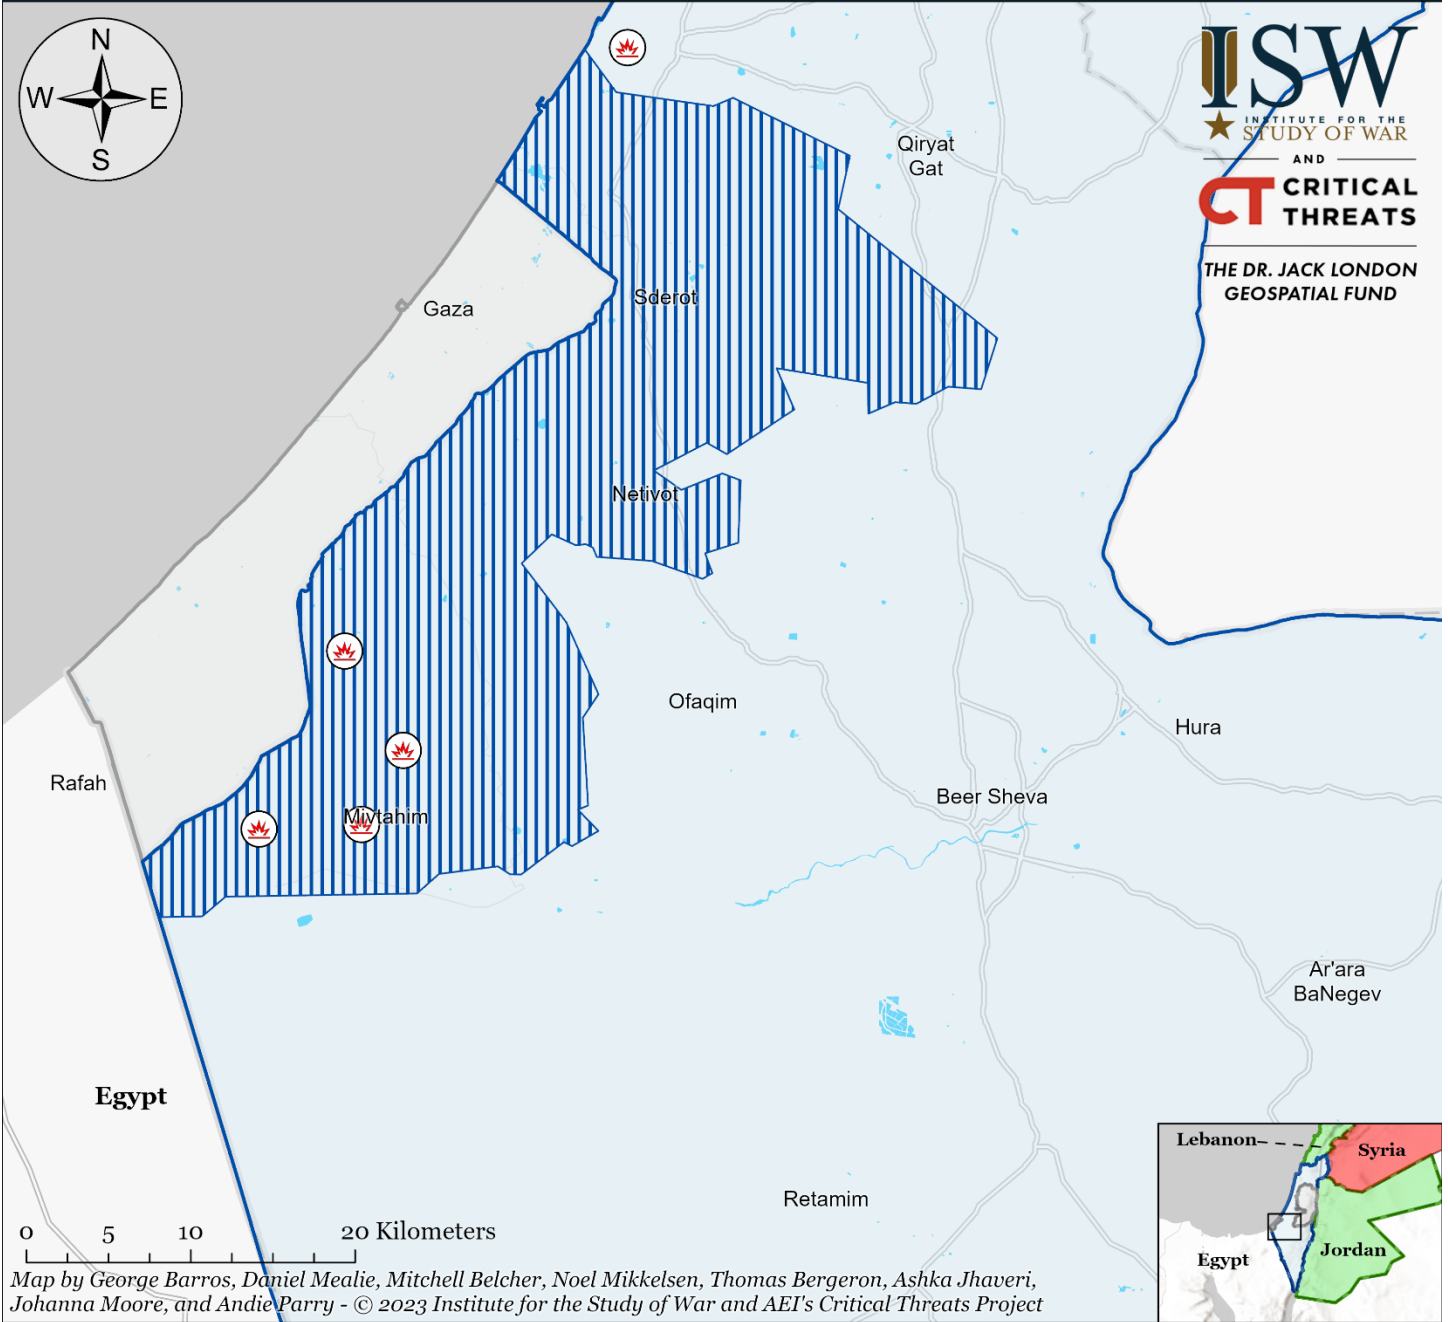 N
W
E
S
ISW
INSTITUTE FOR THE
STUDY OF WAR
AND
CT CRITICAL
THREATS
THE DR. JACK LONDON
GEOSPATIAL FUND
Qiryat
Gat
Gaza
Sderot
Netivot
Ofaqim
Hura
Rafah
Mivtahim
Beer Sheva
Ar'ara
BaNegev
Egypt
Retamim
Lebanon
Syria
Egypt
Jordan
0 5 10 20 Kilometers
Map by George Barros, Daniel Mealie, Mitchell Belcher, Noel Mikkelsen, Thomas Bergeron, Ashka Jhaveri,
Johanna Moore, and Andie Parry - © 2023 Institute for the Study of War and AEI's Critical Threats Project